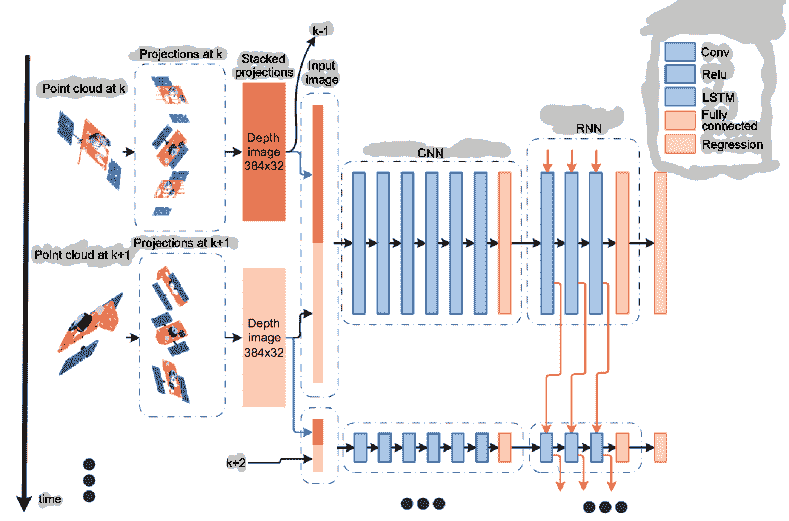 k-1
Projections at k
Stacked
projections
Input
image
Point cloud at k
Depth
image
384x32
CNN
RNN
Conv
Relu
LSTM
Fully
connected
Regression
Projections at k+1
Point cloud at k+1
Depth
image
384x32
k+2
time